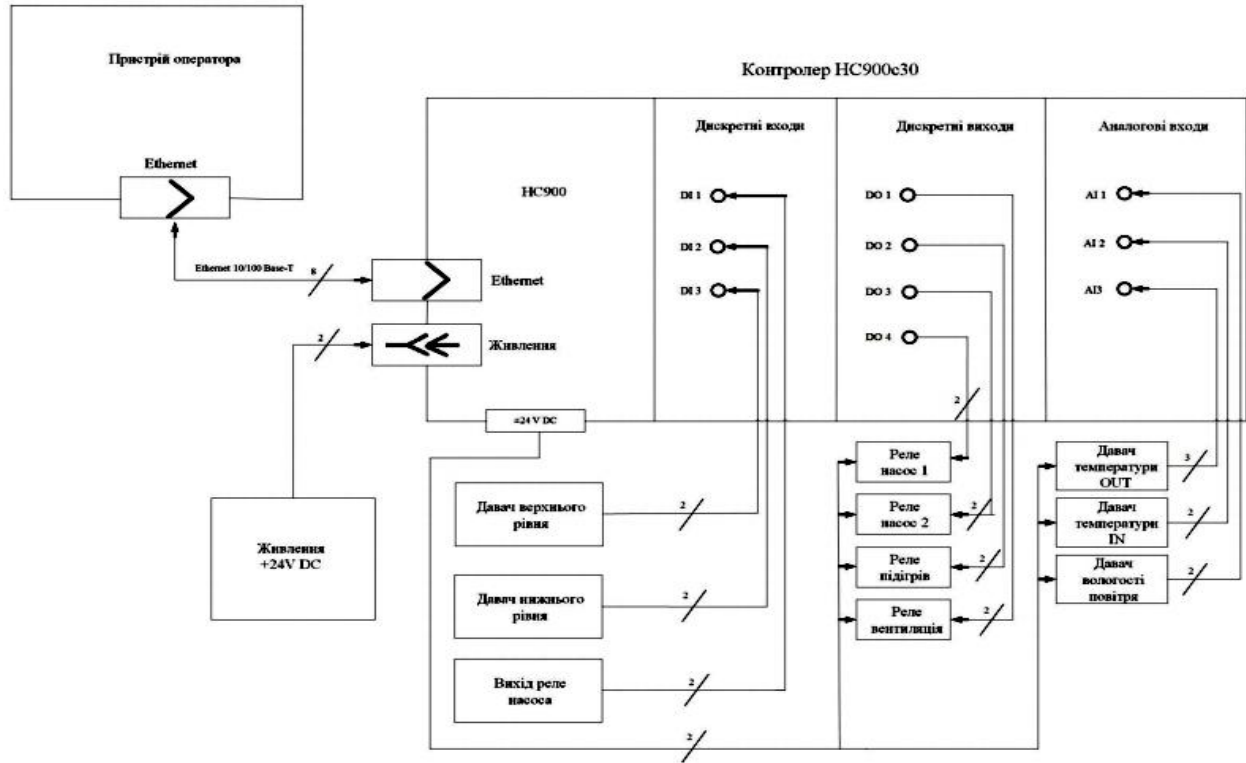 Пристрій оператора
Ethernet
Ethernet 10/100 Base-T
8
Контролер HC900c30
HC900
Ethernet
Живлення
2
±24 V DC
Живлення
+24V DC
Дискретні входи
DI 1
DI 2
DI 3
Дискретні виходи
DO 1
DO 2
DO 3
DO 4
2
Аналогові входи
AI 1
AI 2
AI3
Давач верхнього
рівня
2
Давач нижнього
рівня
2
Вихід реле
насоса
2
2
Реле
насос 1
Реле
насос 2
2
Реле
підігрів
Реле
вентиляція
2
Давач
температури
OUT
3
Давач
температури
IN
2
Давач
вологості
повітря
2